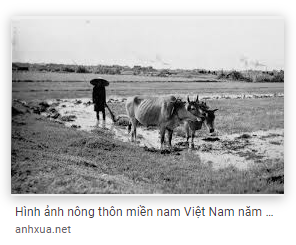 Hình ảnh nông thôn miền nam Việt Nam năm ...
anhxua.net